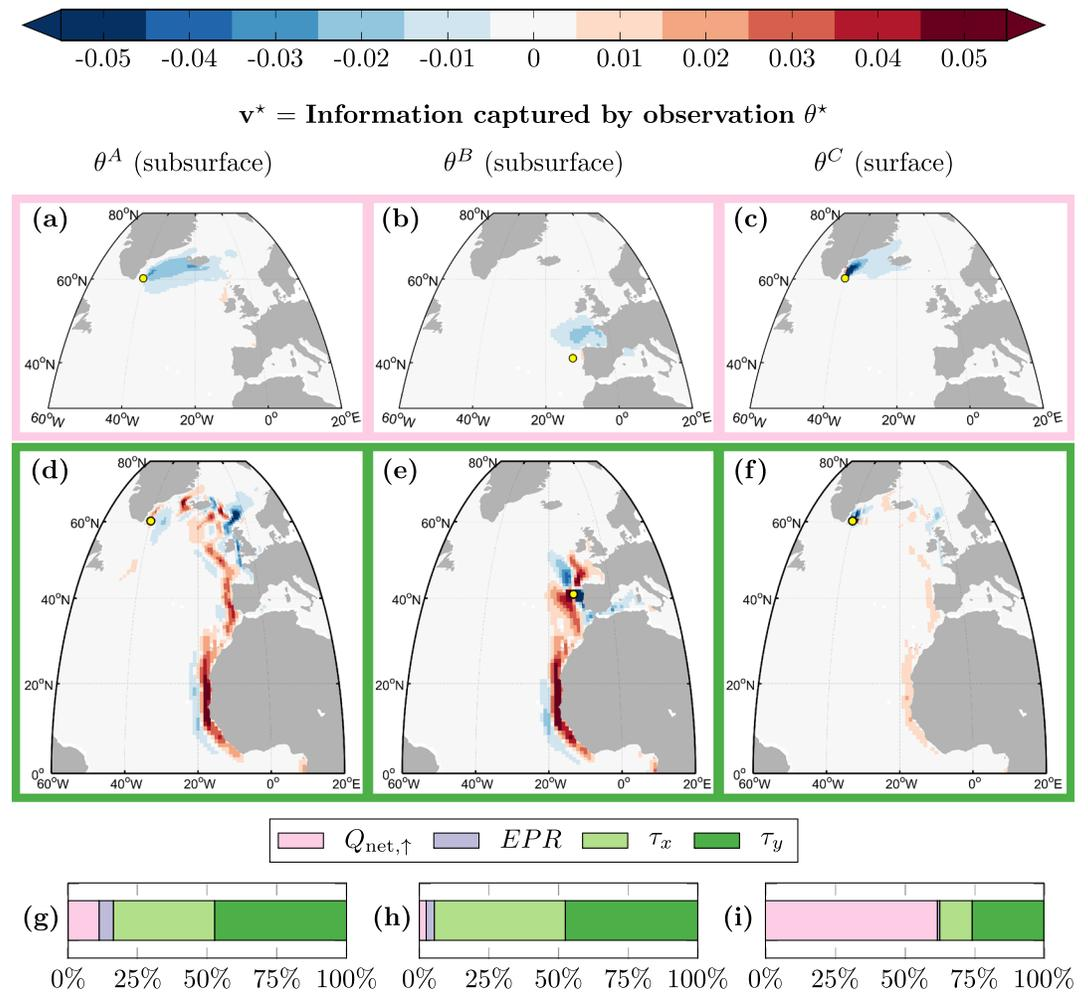 -0.05 -0.04 -0.03 -0.02 -0.01 0 0.01 0.02 0.03 0.04 0.05
v⋆ = Information captured by observation θ⋆
θ^A (subsurface) θ^B (subsurface) θ^C (surface)
(a) 80°N 60°N 40°N 60°W 40°W 20°W 0° 20°E
(b) 80°N 60°N 40°N 60°W 40°W 20°W 0° 20°E
(c) 80°N 60°N 40°N 60°W 40°W 20°W 0° 20°E
(d) 80°N 60°N 40°N 20°N 0° 60°W 40°W 20°W 0° 20°E
(e) 80°N 60°N 40°N 20°N 0° 60°W 40°W 20°W 0° 20°E
(f) 80°N 60°N 40°N 20°N 0° 60°W 40°W 20°W 0° 20°E
Q_net,↑ EPR τ_x τ_y
(g) 0% 25% 50% 75% 100%
(h) 0% 25% 50% 75% 100%
(i) 0% 25% 50% 75% 100%